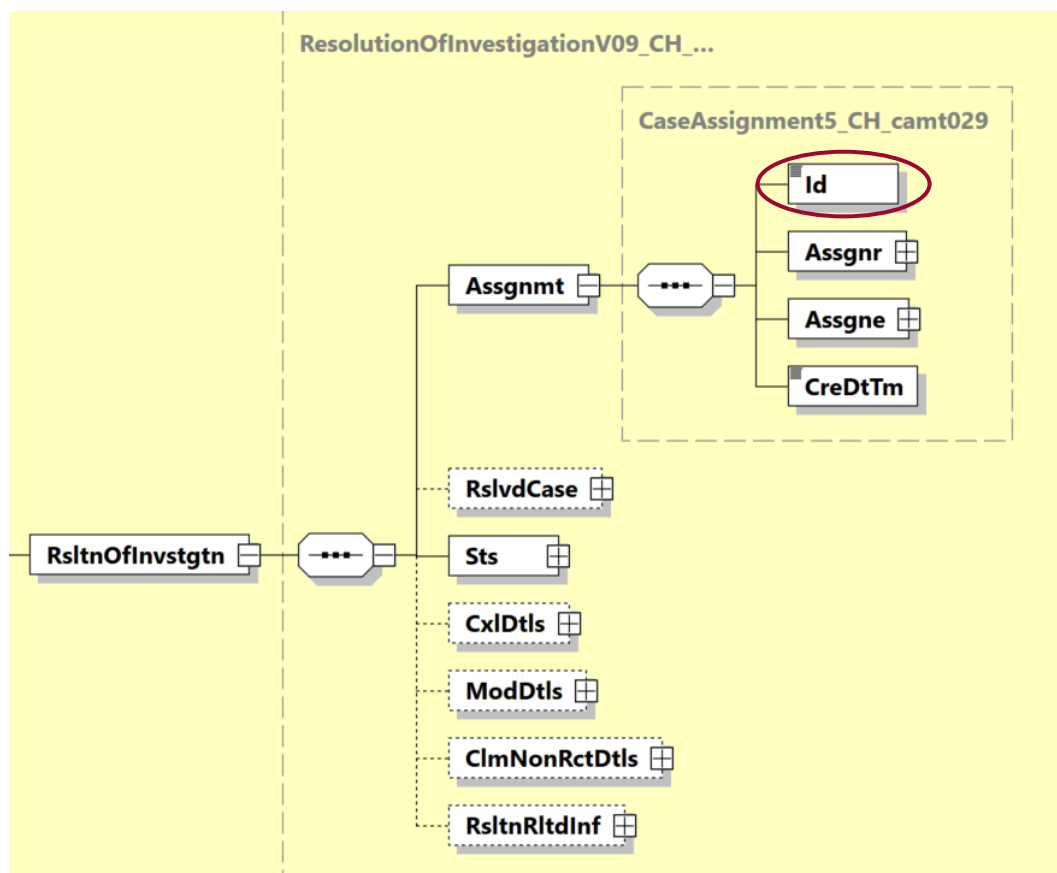 ResolutionOfInvestigationV09_CH_...
CaseAssignment5_CH_camt029
Id
Assgnr
Assgnmt
Assgne
CreDtTm
RslvdCase
RsltnOfInvstgtn
Sts
CxlDtls
ModDtls
ClmNonRctDtls
RsltnRltdInf